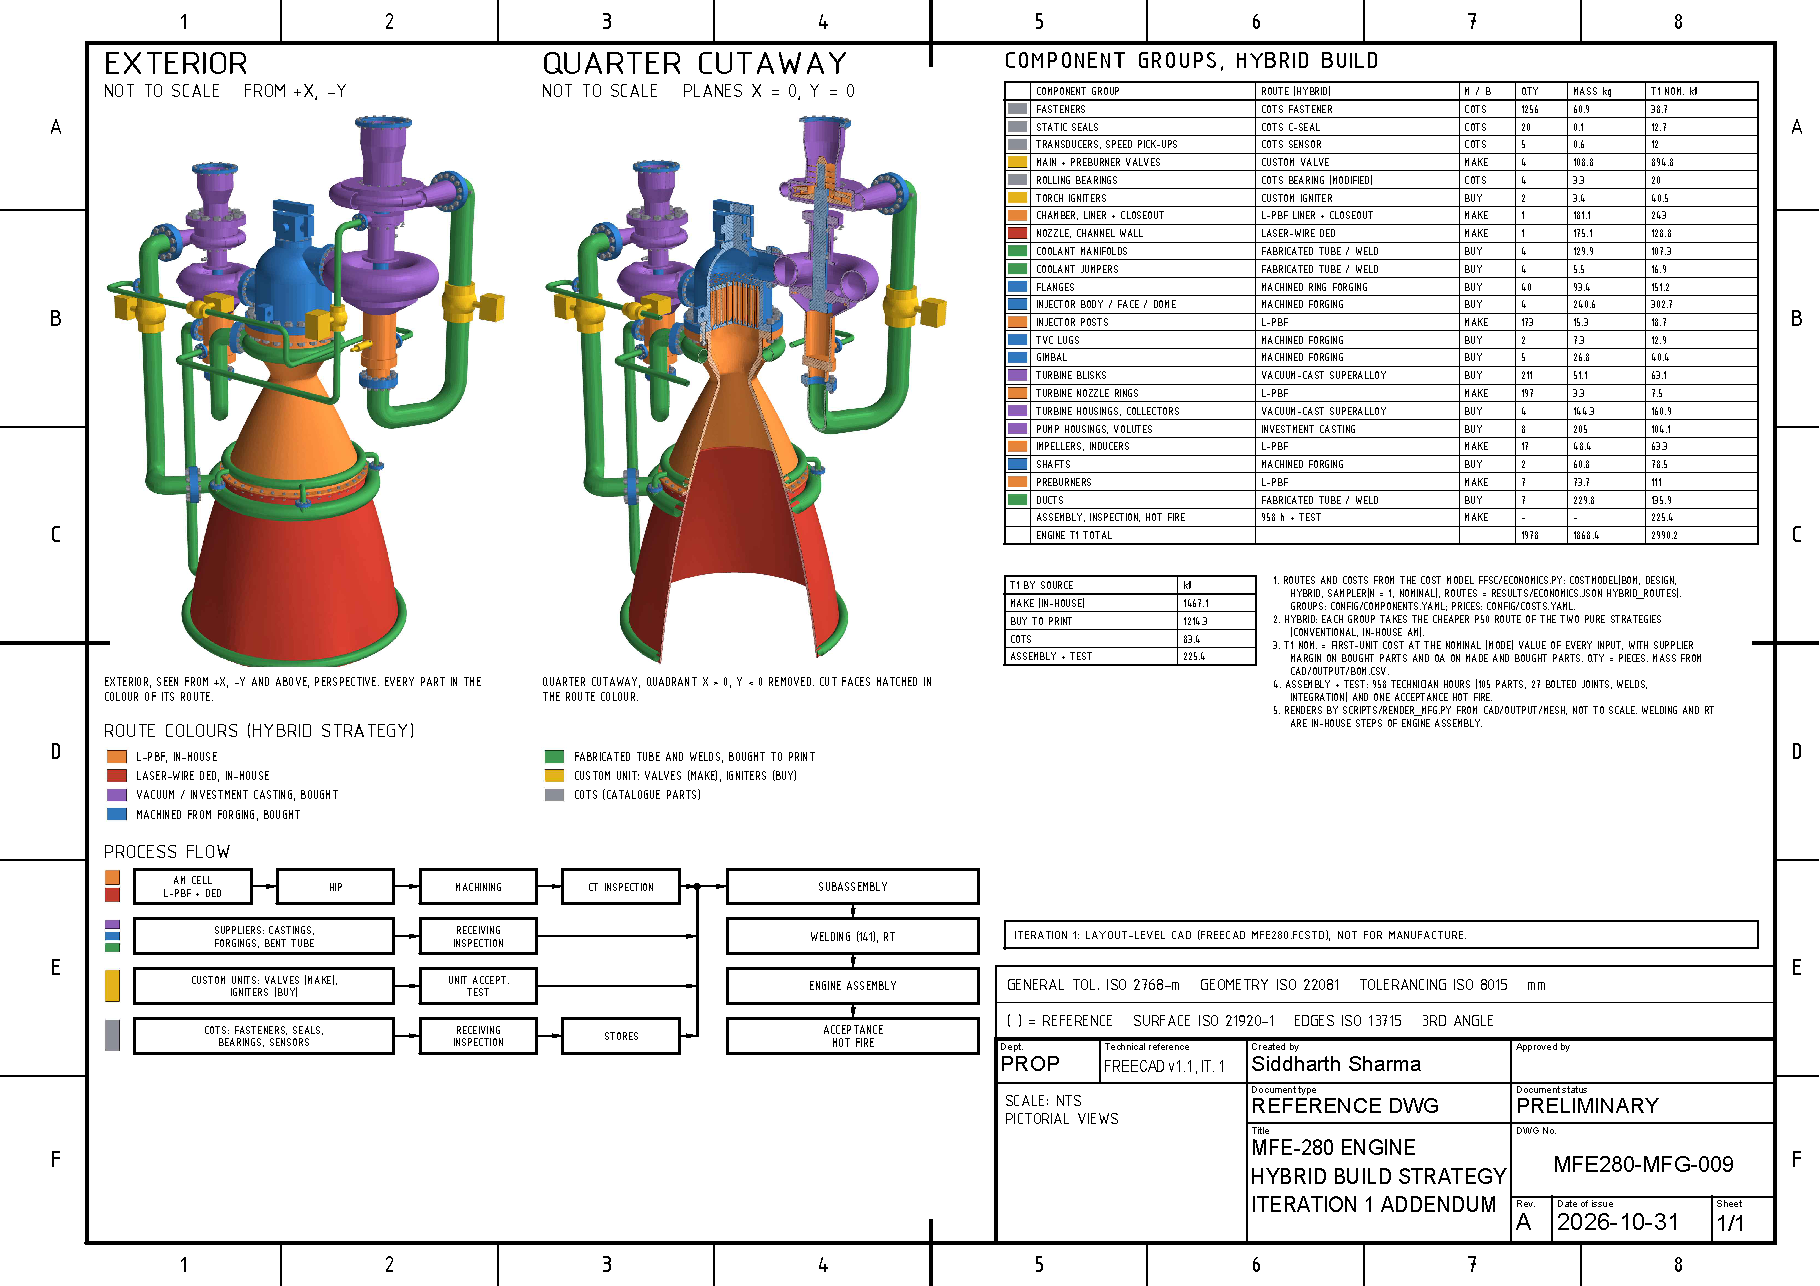 1 2 3 4 5 6 7 8
A
B
C
D
E
F
A
B
C
D
E
F
EXTERIOR
NOT TO SCALE FROM +X, -Y
QUARTER CUTAWAY
NOT TO SCALE PLANES X = 0, Y = 0
EXTERIOR, SEEN FROM +X, -Y AND ABOVE, PERSPECTIVE. EVERY PART IN THE
COLOUR OF ITS ROUTE.
QUARTER CUTAWAY, QUADRANT X > 0, Y < 0 REMOVED. CUT FACES HATCHED IN
THE ROUTE COLOUR.
ROUTE COLOURS (HYBRID STRATEGY)
L-PBF, IN-HOUSE
LASER-WIRE DED, IN-HOUSE
VACUUM / INVESTMENT CASTING, BOUGHT
MACHINED FROM FORGING, BOUGHT
FABRICATED TUBE AND WELDS, BOUGHT TO PRINT
CUSTOM UNIT: VALVES (MAKE), IGNITERS (BUY)
COTS (CATALOGUE PARTS)
PROCESS FLOW
AM CELL
L-PBF + DED
HIP
MACHINING
CT INSPECTION
SUBASSEMBLY
SUPPLIERS: CASTINGS,
FORGINGS, BENT TUBE
RECEIVING
INSPECTION
WELDING (141), RT
CUSTOM UNITS: VALVES (MAKE),
IGNITERS (BUY)
UNIT ACCEPT.
TEST
ENGINE ASSEMBLY
COTS: FASTENERS, SEALS,
BEARINGS, SENSORS
RECEIVING
INSPECTION
STORES
ACCEPTANCE
HOT FIRE
COMPONENT GROUPS, HYBRID BUILD
COMPONENT GROUP ROUTE (HYBRID) M / B QTY MASS kg T1 NOM. k$
FASTENERS COTS FASTENER COTS 1256 60.9 38.7
STATIC SEALS COTS C-SEAL COTS 20 0.1 12.7
TRANSDUCERS, SPEED PICK-UPS COTS SENSOR COTS 5 0.6 12
MAIN + PREBURNER VALVES CUSTOM VALVE MAKE 4 108.8 894.8
ROLLING BEARINGS COTS BEARING (MODIFIED) COTS 4 3.3 20
TORCH IGNITERS CUSTOM IGNITER BUY 2 3.4 40.5
CHAMBER, LINER + CLOSEOUT L-PBF LINER + CLOSEOUT MAKE 1 181.1 243
NOZZLE, CHANNEL WALL LASER-WIRE DED MAKE 1 175.1 128.8
COOLANT MANIFOLDS FABRICATED TUBE / WELD BUY 4 129.9 107.3
COOLANT JUMPERS FABRICATED TUBE / WELD BUY 4 5.5 16.9
FLANGES MACHINED RING FORGING BUY 40 93.4 151.2
INJECTOR BODY / FACE / DOME MACHINED FORGING BUY 4 240.6 302.7
INJECTOR POSTS L-PBF MAKE 173 15.3 18.7
TVC LUGS MACHINED FORGING BUY 2 7.3 12.9
GIMBAL MACHINED FORGING BUY 5 26.8 40.4
TURBINE BLISKS VACUUM-CAST SUPERALLOY BUY 211 51.1 63.1
TURBINE NOZZLE RINGS L-PBF MAKE 197 3.3 7.5
TURBINE HOUSINGS, COLLECTORS VACUUM-CAST SUPERALLOY BUY 4 144.3 160.9
PUMP HOUSINGS, VOLUTES INVESTMENT CASTING BUY 8 205 104.1
IMPELLERS, INDUCERS L-PBF MAKE 17 48.4 63.3
SHAFTS MACHINED FORGING BUY 2 60.8 78.5
PREBURNERS L-PBF MAKE 7 73.7 111
DUCTS FABRICATED TUBE / WELD BUY 7 229.8 135.9
ASSEMBLY, INSPECTION, HOT FIRE 958 h + TEST MAKE - - 225.4
ENGINE T1 TOTAL 1978 1868.4 2990.2
T1 BY SOURCE k$
MAKE (IN-HOUSE) 1467.1
BUY TO PRINT 1214.3
COTS 83.4
ASSEMBLY + TEST 225.4
1. ROUTES AND COSTS FROM THE COST MODEL FFSC/ECONOMICS.PY: COSTMODEL(BOM, DESIGN,
HYBRID, SAMPLER(N = 1, NOMINAL), ROUTES = RESULTS/ECONOMICS.JSON HYBRID_ROUTES).
GROUPS: CONFIG/COMPONENTS.YAML; PRICES: CONFIG/COSTS.YAML.
2. HYBRID: EACH GROUP TAKES THE CHEAPER P50 ROUTE OF THE TWO PURE STRATEGIES
(CONVENTIONAL, IN-HOUSE AM).
3. T1 NOM. = FIRST-UNIT COST AT THE NOMINAL (MODE) VALUE OF EVERY INPUT, WITH SUPPLIER
MARGIN ON BOUGHT PARTS AND QA ON MADE AND BOUGHT PARTS. QTY = PIECES. MASS FROM
CAD/OUTPUT/BOM.CSV.
4. ASSEMBLY + TEST: 958 TECHNICIAN HOURS (105 PARTS, 27 BOLTED JOINTS, WELDS,
INTEGRATION) AND ONE ACCEPTANCE HOT FIRE.
5. RENDERS BY SCRIPTS/RENDER_MFG.PY FROM CAD/OUTPUT/MESH, NOT TO SCALE. WELDING AND RT
ARE IN-HOUSE STEPS OF ENGINE ASSEMBLY.
ITERATION 1: LAYOUT-LEVEL CAD (FREECAD MFE280.FCSTD), NOT FOR MANUFACTURE.
GENERAL TOL. ISO 2768-m GEOMETRY ISO 22081 TOLERANCING ISO 8015 mm
( ) = REFERENCE SURFACE ISO 21920-1 EDGES ISO 13715 3RD ANGLE
Dept.
PROP
Technical reference
FREECAD v1.1, IT. 1
Created by
Siddharth Sharma
Approved by
SCALE: NTS
PICTORIAL VIEWS
Document type
REFERENCE DWG
Document status
PRELIMINARY
Title
MFE-280 ENGINE
HYBRID BUILD STRATEGY
ITERATION 1 ADDENDUM
DWG No.
MFE280-MFG-009
Rev.
A
Date of issue
2026-10-31
Sheet
1/1
1 2 3 4 5 6 7 8